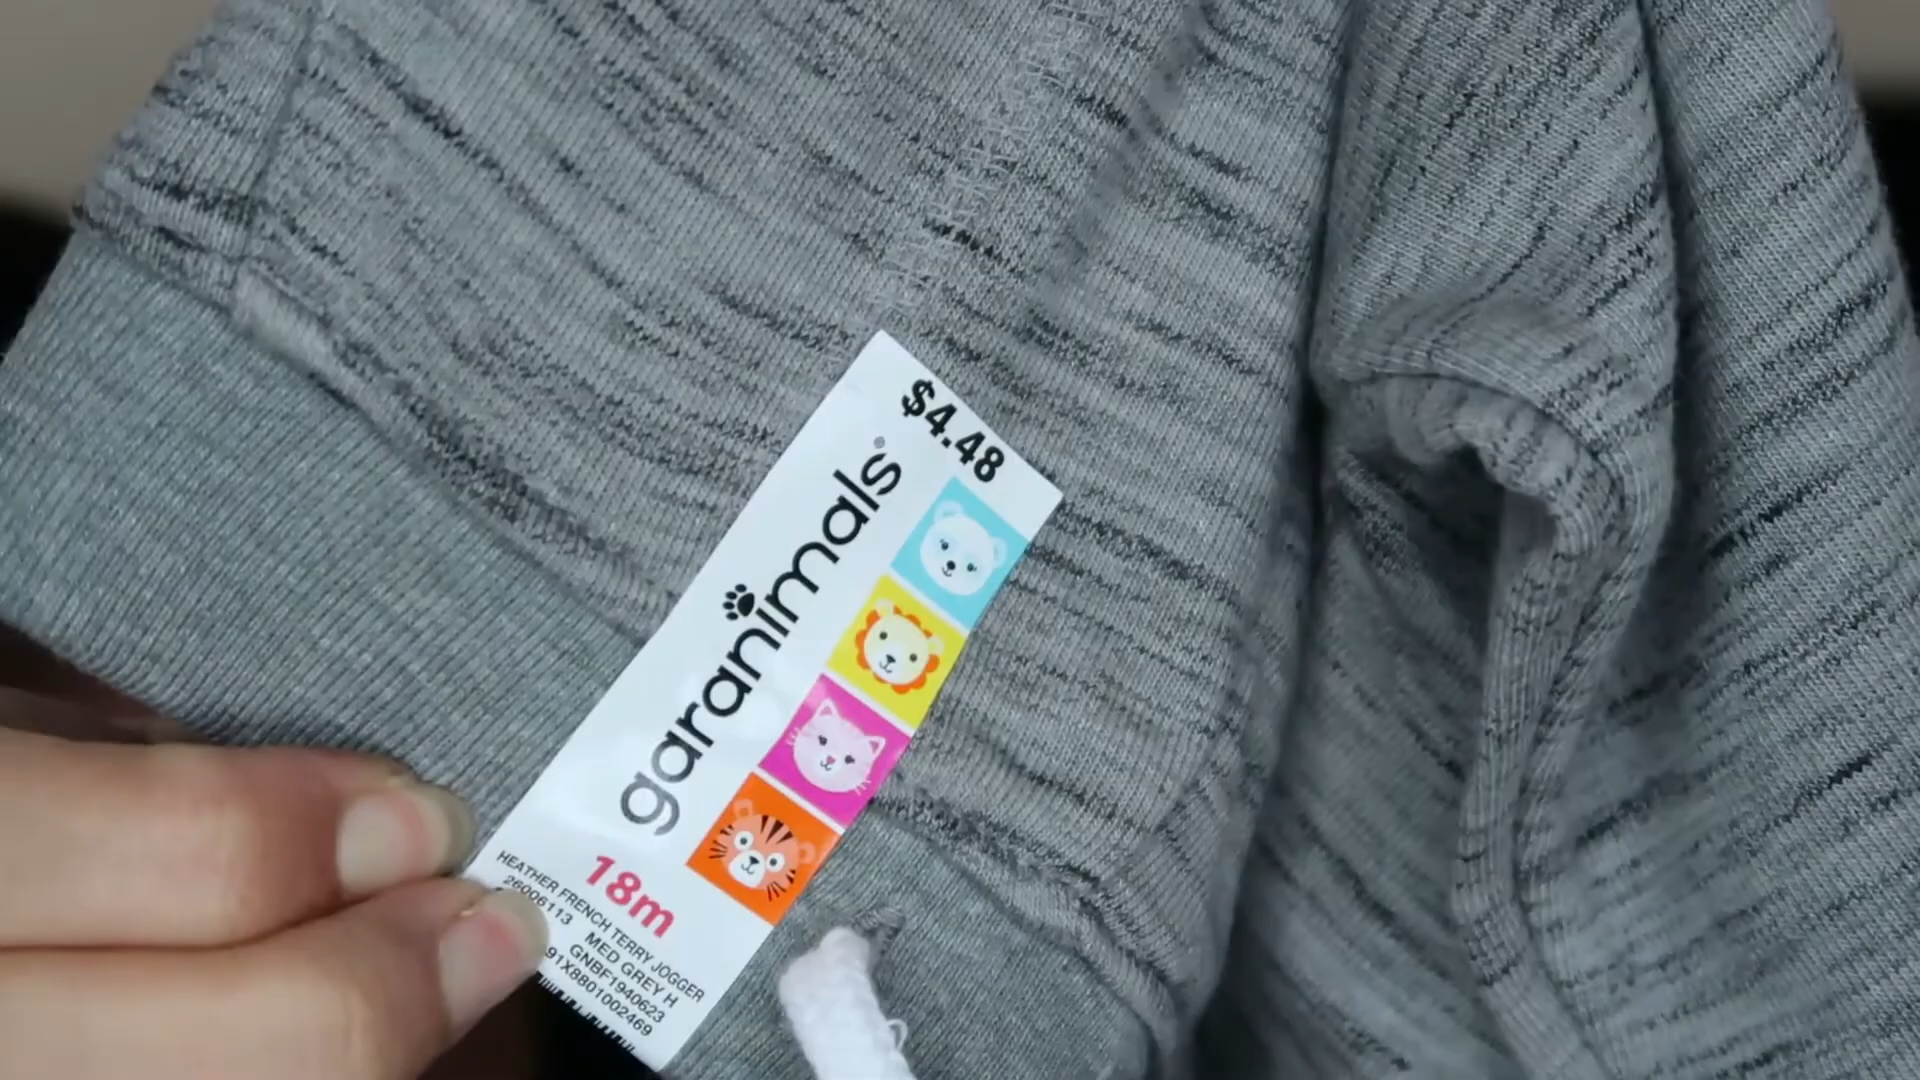 $4.48
garanimals®
18m
HEATHER FRENCH TERRY JOGGER
26006113 MED GREY H
GNBF1940623
91X8801002469